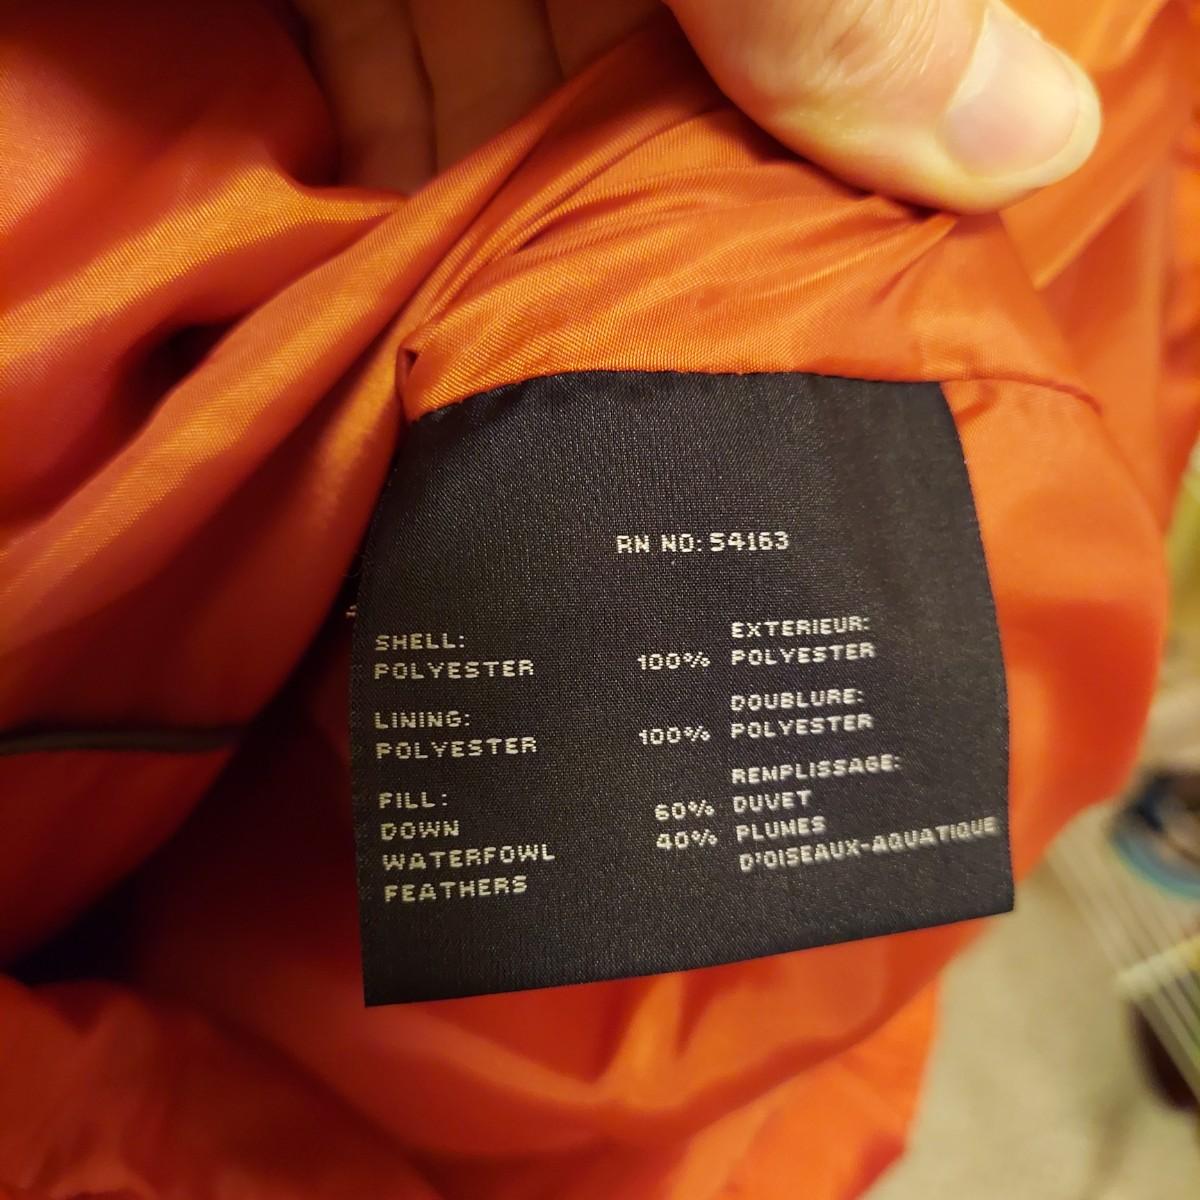 RN NO: 54163
SHELL:
POLYESTER
LINING:
POLYESTER
FILL:
DOWN
WATERFOWL
FEATHERS
100%
100%
60%
40%
EXTERIEUR:
POLYESTER
DOUBLURE:
POLYESTER
REMPLISSAGE:
DUVET
PLUMES
D'OISEAUX-AQUATIQUE